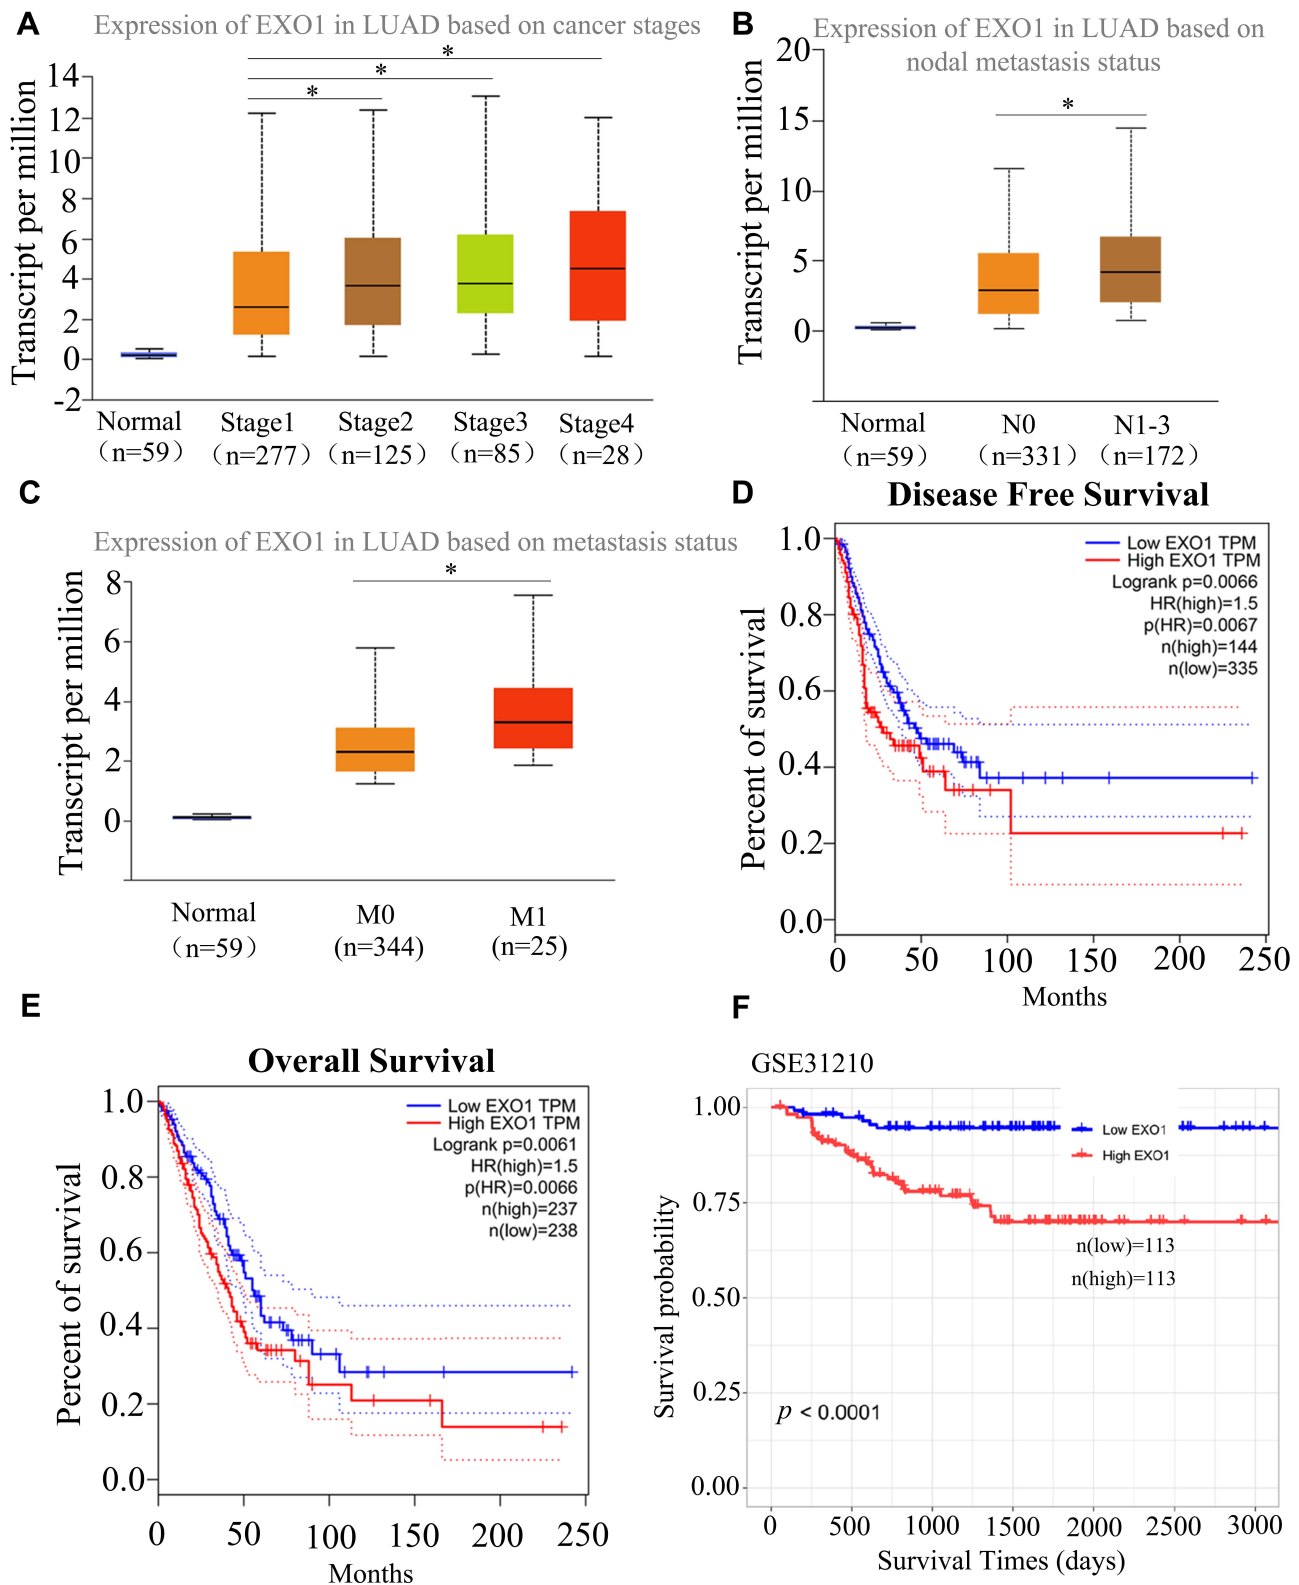 A
Expression of EXO1 in LUAD based on cancer stages
*
*
*
Transcript per million
14
12
10
8
6
4
2
0
-2
Normal
Stage1
Stage2
Stage3
Stage4
(n=59)
(n=277)
(n=125)
(n=85)
(n=28)
B
Expression of EXO1 in LUAD based on
nodal metastasis status
*
Transcript per million
20
15
10
5
0
Normal
N0
N1-3
(n=59)
(n=331)
(n=172)
C
Expression of EXO1 in LUAD based on metastasis status
*
Transcript per million
8
6
4
2
0
Normal
M0
M1
(n=59)
(n=344)
(n=25)
D
Disease Free Survival
Low EXO1 TPM
High EXO1 TPM
Logrank p=0.0066
HR(high)=1.5
p(HR)=0.0067
n(high)=144
n(low)=335
Percent of survival
1.0
0.8
0.6
0.4
0.2
0.0
0
50
100
150
200
250
Months
E
Overall Survival
Low EXO1 TPM
High EXO1 TPM
Logrank p=0.0061
HR(high)=1.5
p(HR)=0.0066
n(high)=237
n(low)=238
Percent of survival
1.0
0.8
0.6
0.4
0.2
0.0
0
50
100
150
200
250
Months
F
GSE31210
Low EXO1
High EXO1
n(low)=113
n(high)=113
p < 0.0001
Survival probability
1.00
0.75
0.50
0.25
0.00
0
500
1000
1500
2000
2500
3000
Survival Times (days)